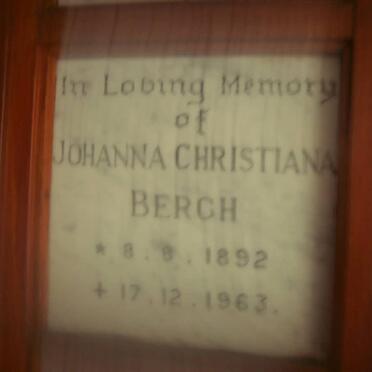 In Loving Memory
of
JOHANNA CHRISTIANA
BERGH
* 8.8.1892
+ 17.12.1963.